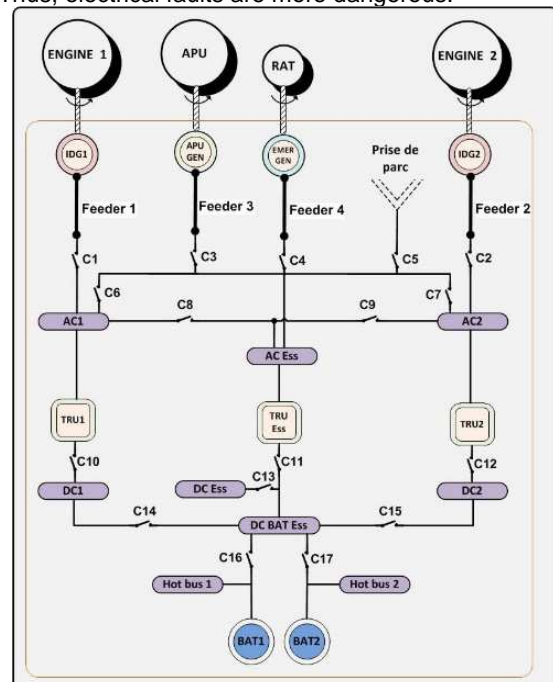 Thus, electrical faults are more dangerous.
ENGINE 1
APU
RAT
ENGINE 2
IDG1
APU
GEN
EMER
GEN
Prise de
parc
IDG2
Feeder 1
Feeder 3
Feeder 4
Feeder 2
C1
C3
C4
C5
C2
C6
C7
C8
C9
AC1
AC2
AC Ess
TRU1
TRU
Ess
TRU2
C10
C11
C12
C13
DC1
DC Ess
DC2
C14
C15
DC BAT Ess
C16
C17
Hot bus 1
Hot bus 2
BAT1
BAT2